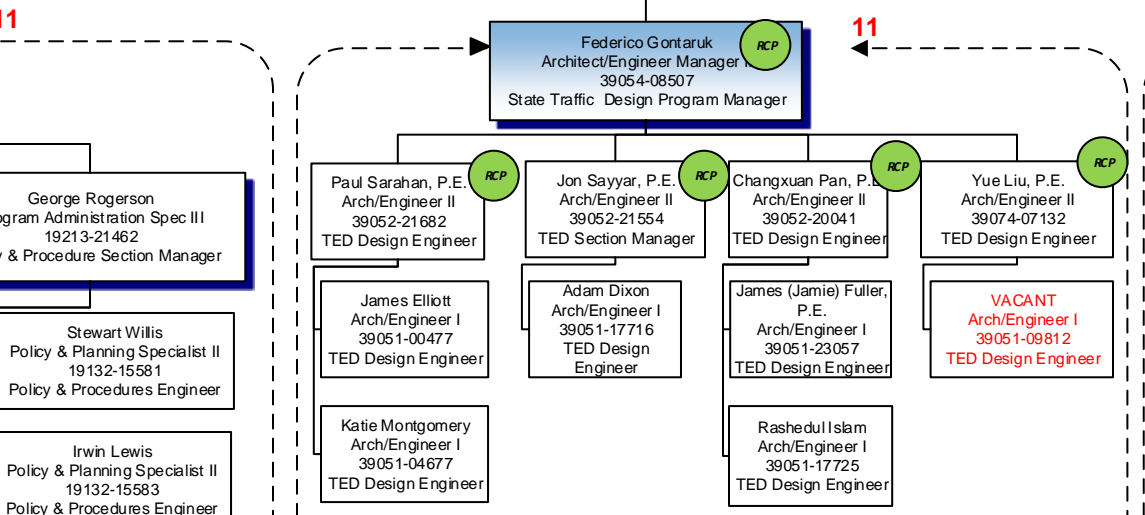 11
11
Federico Gontaruk
Architect/Engineer Manager
39054-08507
State Traffic Design Program Manager
RCP
George Rogerson
ogram Administration Spec III
19213-21462
y & Procedure Section Manager
Stewart Willis
Policy & Planning Specialist II
19132-15581
Policy & Procedures Engineer
Irwin Lewis
Policy & Planning Specialist II
19132-15583
Policy & Procedures Engineer
Paul Sarahan, P.E.
Arch/Engineer II
39052-21682
TED Design Engineer
RCP
James Elliott
Arch/Engineer I
39051-00477
TED Design Engineer
Katie Montgomery
Arch/Engineer I
39051-04677
TED Design Engineer
Jon Sayyar, P.E.
Arch/Engineer II
39052-21554
TED Section Manager
RCP
Adam Dixon
Arch/Engineer I
39051-17716
TED Design
Engineer
Changxuan Pan, P.E.
Arch/Engineer II
39052-20041
TED Design Engineer
RCP
James (Jamie) Fuller,
P.E.
Arch/Engineer I
39051-23057
TED Design Engineer
Rashedul Islam
Arch/Engineer I
39051-17725
TED Design Engineer
Yue Liu, P.E.
Arch/Engineer II
39074-07132
TED Design Engineer
RCP
VACANT
Arch/Engineer I
39051-09812
TED Design Engineer